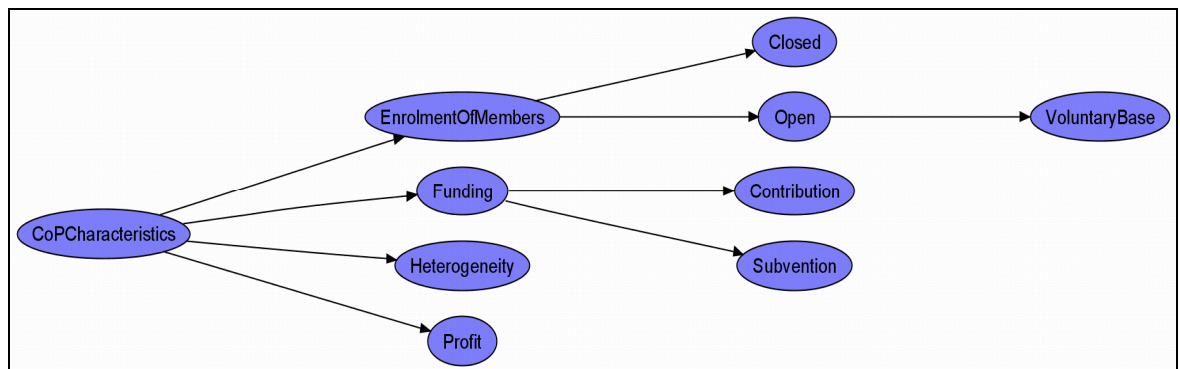 Closed
EnrolmentOfMembers
Open
VoluntaryBase
Funding
Contribution
CoPCharacteristics
Heterogeneity
Subvention
Profit